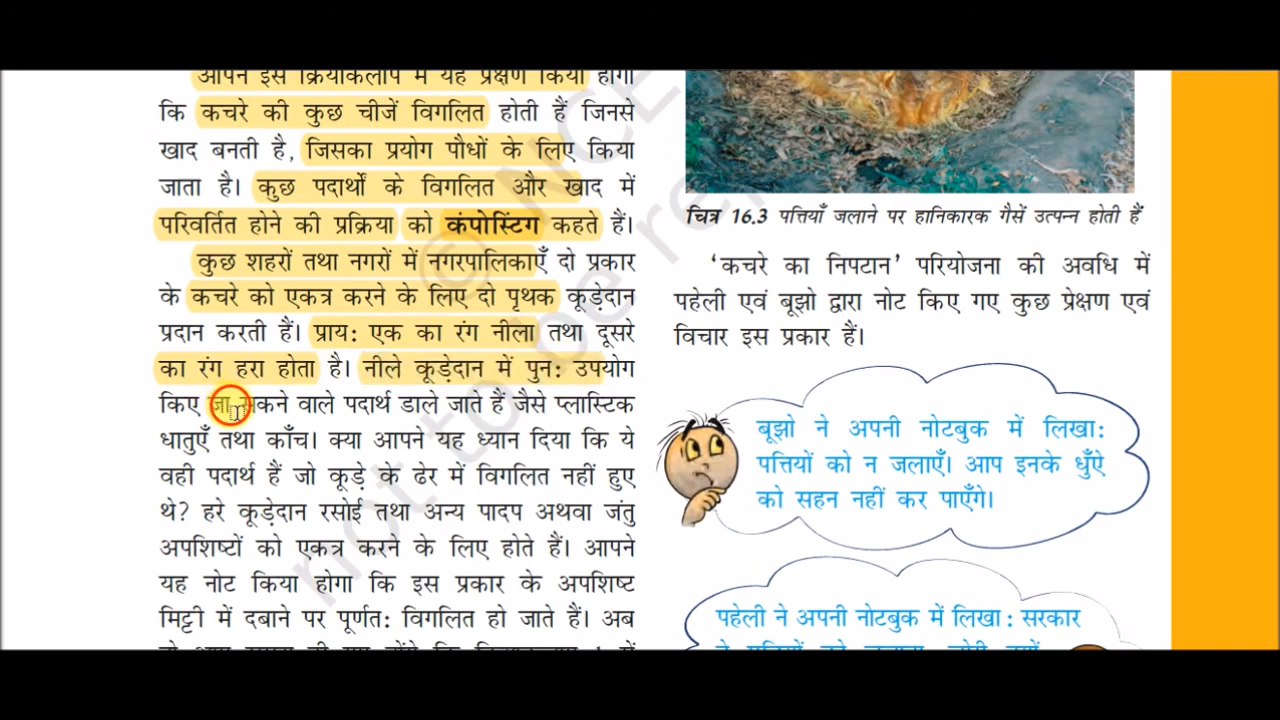 आपने इस क्रियाकलाप में यह प्रेक्षण किया होगा
कि कचरे की कुछ चीजें विगलित होती हैं जिनसे
खाद बनती है, जिसका प्रयोग पौधों के लिए किया
जाता है। कुछ पदार्थों के विगलित और खाद में
परिवर्तित होने की प्रक्रिया को कंपोस्टिंग कहते हैं।
कुछ शहरों तथा नगरों में नगरपालिकाएँ दो प्रकार
के कचरे को एकत्र करने के लिए दो पृथक कूड़ेदान
प्रदान करती हैं। प्राय: एक का रंग नीला तथा दूसरे
का रंग हरा होता है। नीले कूड़ेदान में पुन: उपयोग
किए जा सकने वाले पदार्थ डाले जाते हैं जैसे प्लास्टिक
धातुएँ तथा काँच। क्या आपने यह ध्यान दिया कि ये
वही पदार्थ हैं जो कूड़े के ढेर में विगलित नहीं हुए
थे? हरे कूड़ेदान रसोई तथा अन्य पादप अथवा जंतु
अपशिष्टों को एकत्र करने के लिए होते हैं। आपने
यह नोट किया होगा कि इस प्रकार के अपशिष्ट
मिट्टी में दबाने पर पूर्णत: विगलित हो जाते हैं। अब
चित्र 16.3 पत्तियाँ जलाने पर हानिकारक गैसें उत्पन्न होती हैं
‘कचरे का निपटान’ परियोजना की अवधि में
पहेली एवं बूझो द्वारा नोट किए गए कुछ प्रेक्षण एवं
विचार इस प्रकार हैं।
बूझो ने अपनी नोटबुक में लिखा:
पत्तियों को न जलाएँ। आप इनके धुँऐ
को सहन नहीं कर पाएँगे।
पहेली ने अपनी नोटबुक में लिखा: सरकार
not to be re